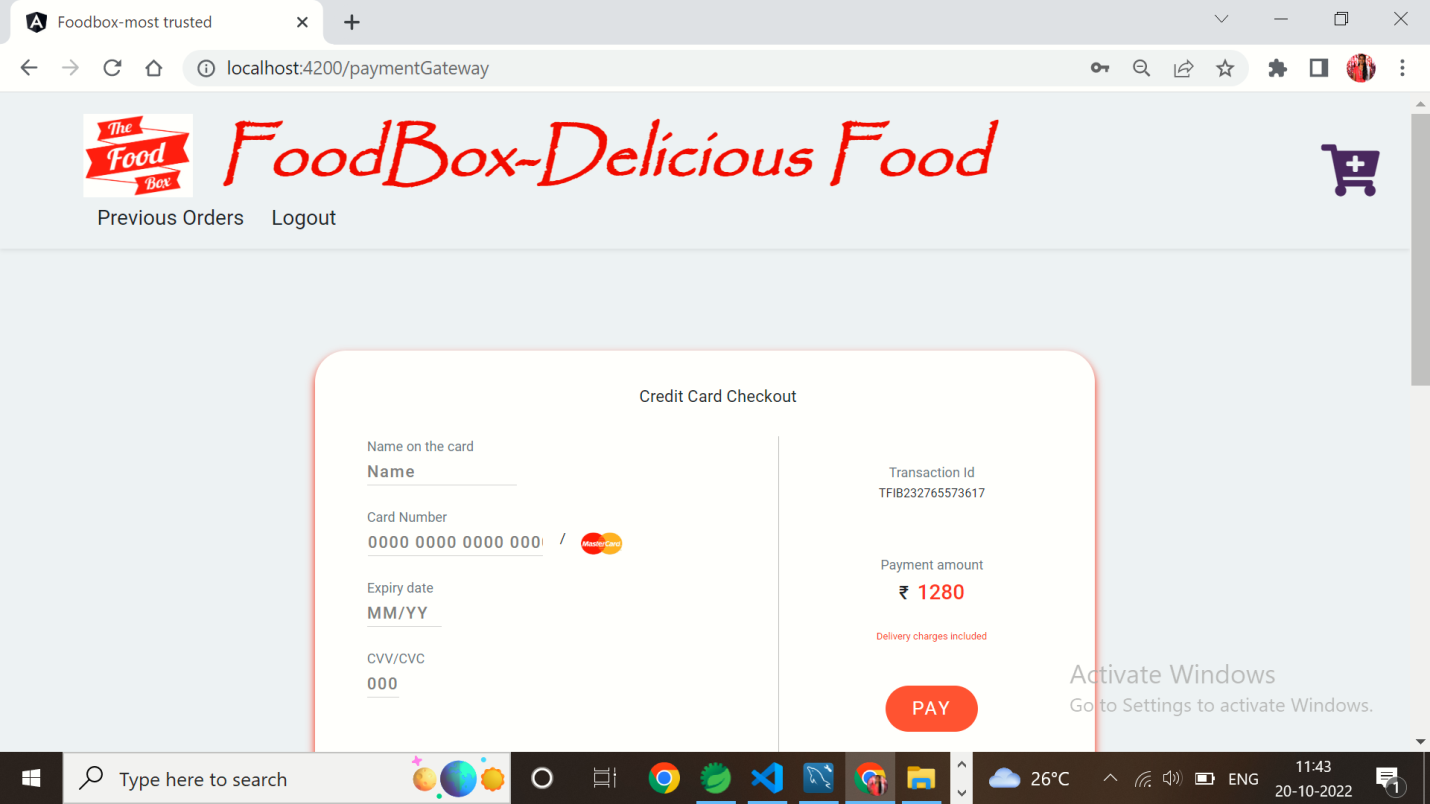 Foodbox-most trusted
localhost:4200/paymentGateway
The
Food
Box
FoodBox-Delicious Food
Previous Orders Logout
Credit Card Checkout
Name on the card
Name
Card Number
0000 0000 0000 000
/ MasterCard
Expiry date
MM/YY
CVV/CVC
000
Transaction Id
TFIB232765573617
Payment amount
₹ 1280
Delivery charges included
PAY
Activate Windows
Go to Settings to activate Windows.
Type here to search
26°C
ENG
11:43
20-10-2022
1